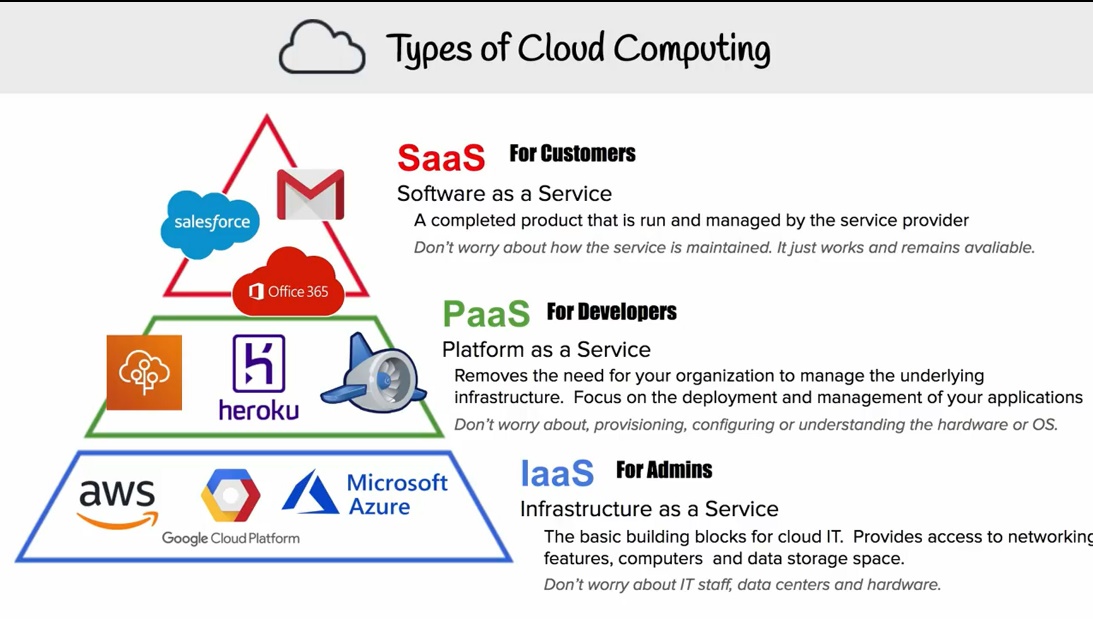 Types of Cloud Computing
SaaS For Customers
Software as a Service
A completed product that is run and managed by the service provider
Don't worry about how the service is maintained. It just works and remains avaliable.
salesforce
Office 365
PaaS For Developers
Platform as a Service
Removes the need for your organization to manage the underlying
infrastructure. Focus on the deployment and management of your applications
Don't worry about, provisioning, configuring or understanding the hardware or OS.
heroku
IaaS For Admins
Infrastructure as a Service
The basic building blocks for cloud IT. Provides access to networking
features, computers and data storage space.
Don't worry about IT staff, data centers and hardware.
aws
Google Cloud Platform
Microsoft
Azure